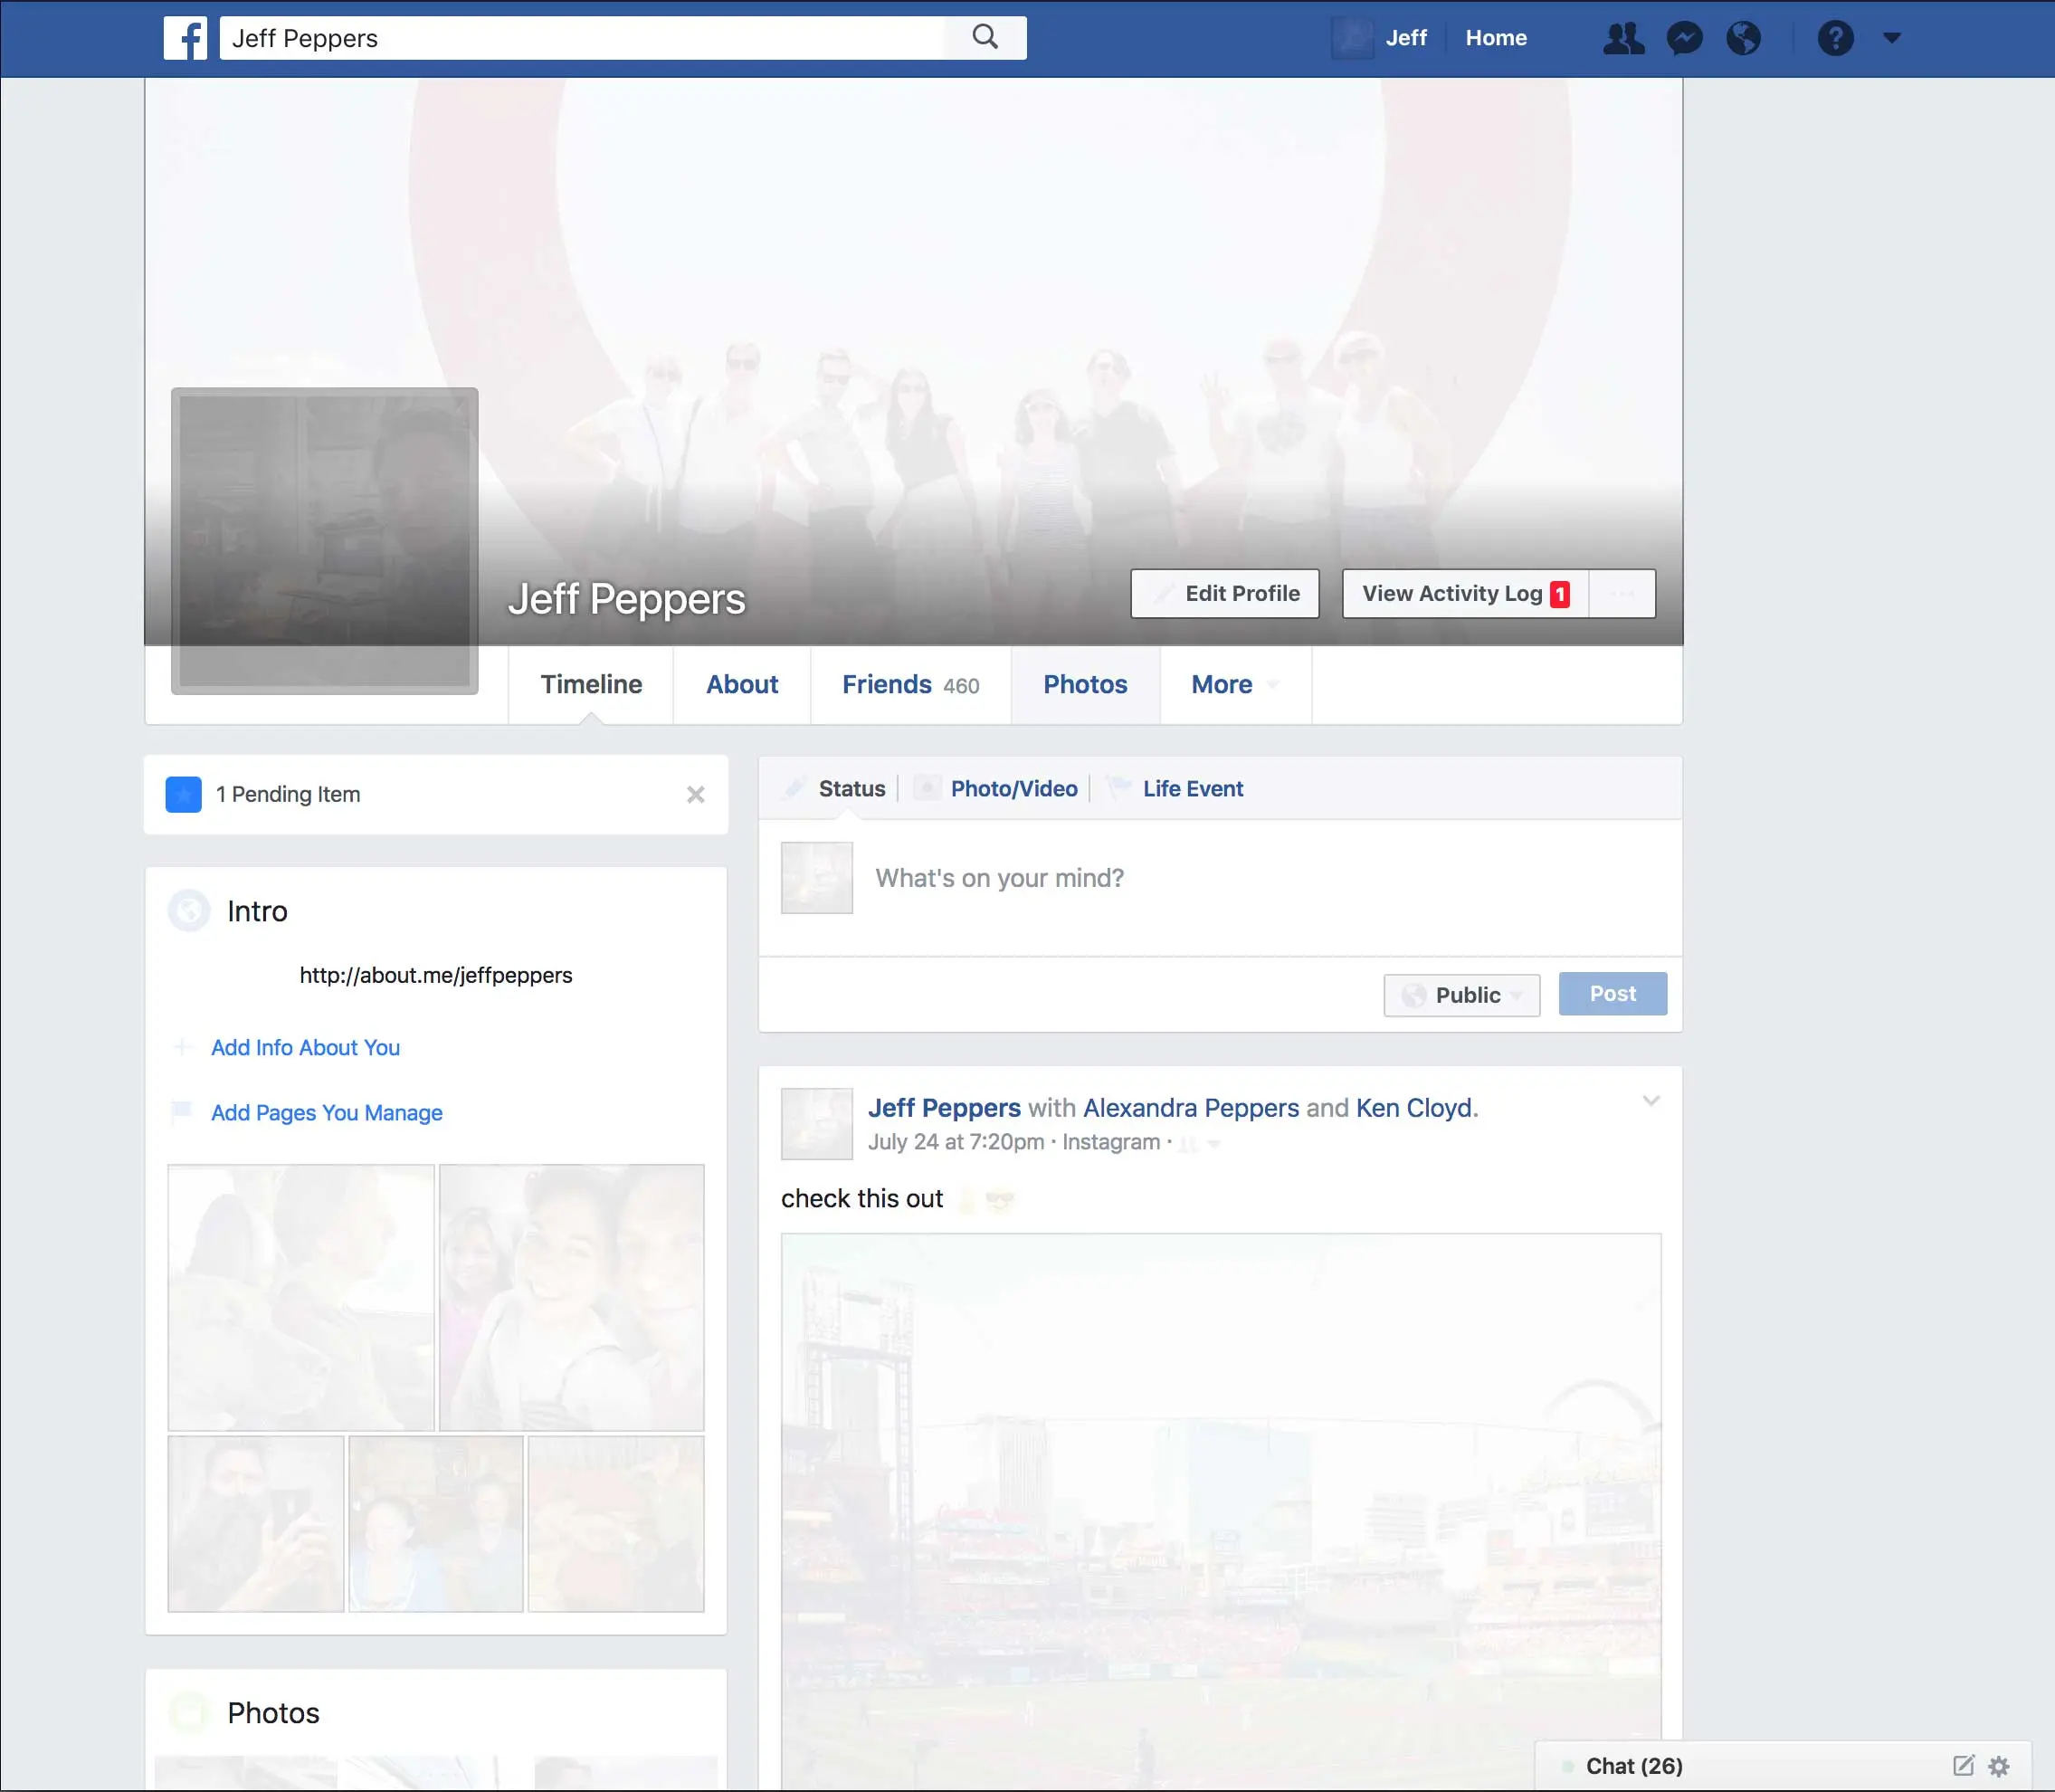 Jeff Peppers
Jeff
Home
Jeff Peppers
Edit Profile
View Activity Log 1
Timeline
About
Friends 460
Photos
More
1 Pending Item
Status
Photo/Video
Life Event
What's on your mind?
Public
Post
Intro
http://about.me/jeffpeppers
Add Info About You
Add Pages You Manage
Jeff Peppers with Alexandra Peppers and Ken Cloyd.
July 24 at 7:20pm · Instagram ·
check this out
Photos
Chat (26)